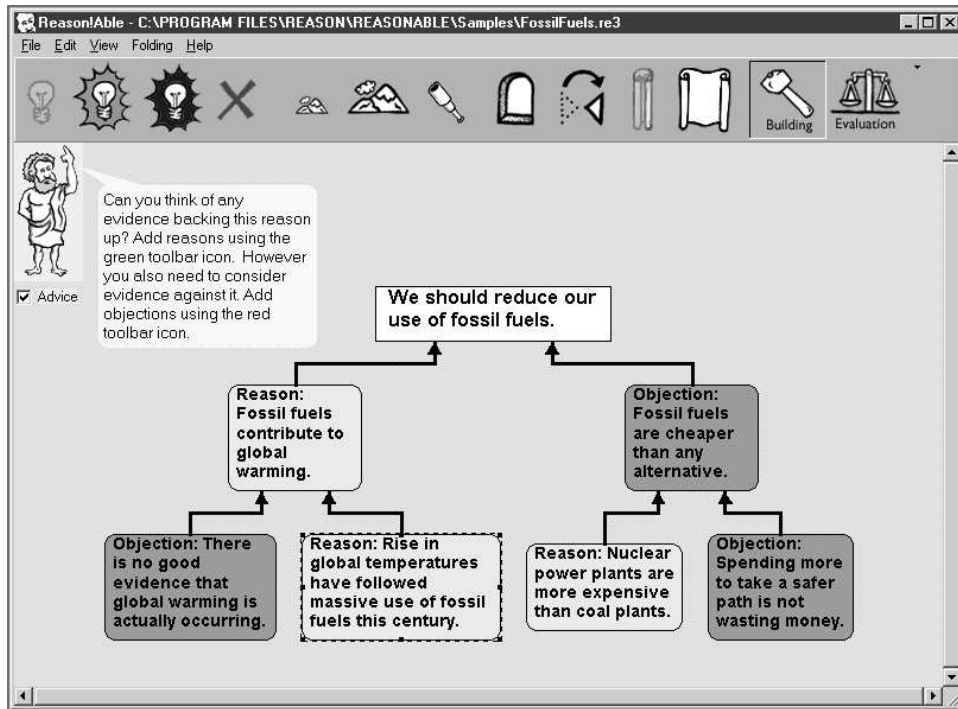 Reason!Able - C:\PROGRAM FILES\REASON\REASONABLE\Samples\FossilFuels.re3
File Edit View Folding Help
Building
Evaluation
Can you think of any
evidence backing this reason
up? Add reasons using the
green toolbar icon. However
you also need to consider
evidence against it. Add
objections using the red
toolbar icon.
Advice
We should reduce our
use of fossil fuels.
Reason:
Fossil fuels
contribute to
global
warming.
Objection:
Fossil fuels
are cheaper
than any
alternative.
Objection: There
is no good
evidence that
global warming is
actually occurring.
Reason: Rise in
global temperatures
have followed
massive use of fossil
fuels this century.
Reason: Nuclear
power plants are
more expensive
than coal plants.
Objection:
Spending more
to take a safer
path is not
wasting money.